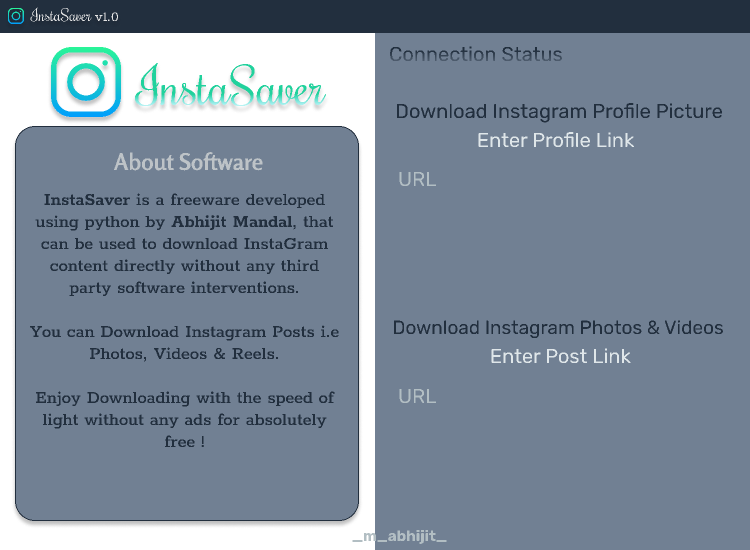 InstaSaver v1.0
InstaSaver
About Software
InstaSaver is a freeware developed
using python by Abhijit Mandal, that
can be used to download InstaGram
content directly without any third
party software interventions.
You can Download Instagram Posts i.e
Photos, Videos & Reels.
Enjoy Downloading with the speed of
light without any ads for absolutely
free !
Connection Status
Download Instagram Profile Picture
Enter Profile Link
URL
Download Instagram Photos & Videos
Enter Post Link
URL
_m_abhijit_